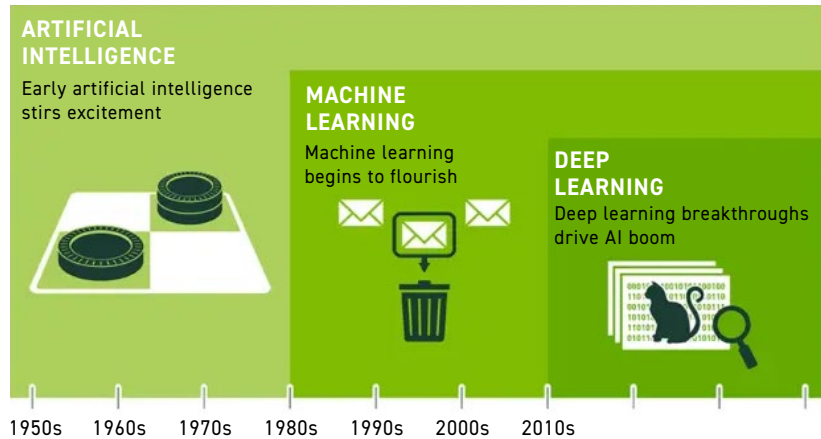 ARTIFICIAL
INTELLIGENCE
Early artificial intelligence
stirs excitement
MACHINE
LEARNING
Machine learning
begins to flourish
DEEP
LEARNING
Deep learning breakthroughs
drive AI boom
1950s 1960s 1970s 1980s 1990s 2000s 2010s